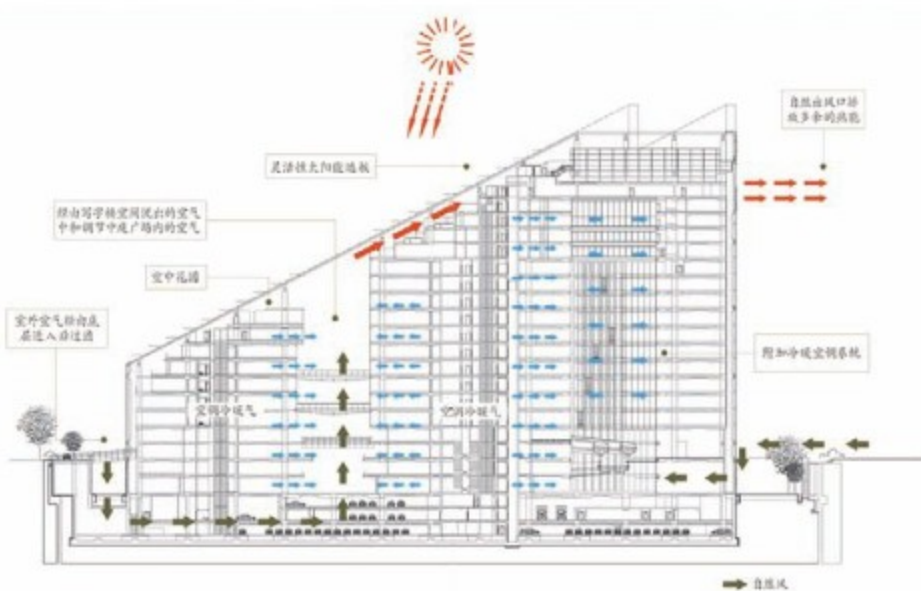 自然由风口排
放多余的热能
灵活性太阳能遮板
经由写字楼空间流出的空气
中和调节中庭广场内的空气
空中花园
室外空气经由底
层进入后过滤
附加冷暖空调系统
空调冷暖气
空调冷暖气
自然风